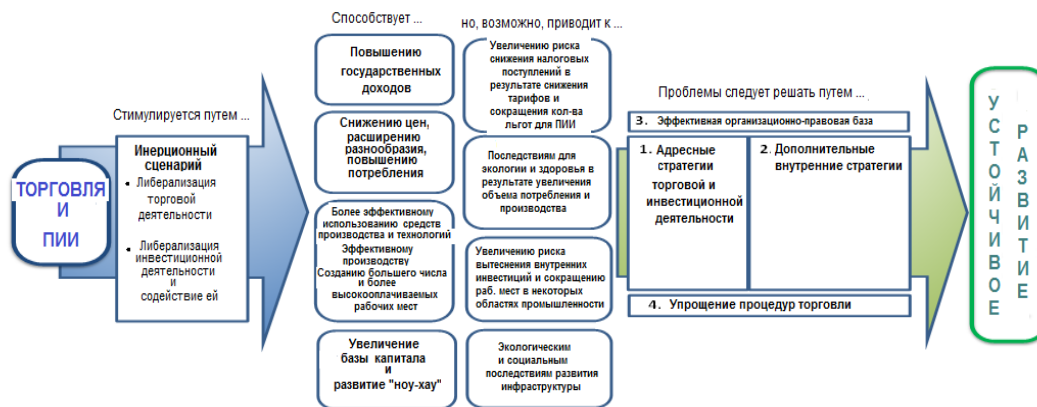 ТОРГОВЛЯ
И
ПИИ
Стимулируется путем ...
Инерционный
сценарий
• Либерализация
торговой
деятельности
• Либерализация
инвестиционной
деятельности
и
содействие ей
Способствует ...
Повышению
государственных
доходов
Снижению цен,
расширению
разнообразия,
повышению
потребления
Более эффективному
использованию средств
производства и технологий
Эффективному
производству
Созданию большего числа
и более
высокооплачиваемых
рабочих мест
Увеличение
базы капитала
и
развитие "ноу-хау"
но, возможно, приводит к ...
Увеличению риска
снижения налоговых
поступлений в
результате снижения
тарифов и
сокращения кол-ва
льгот для ПИИ
Последствиям для
экологии и здоровья в
результате увеличения
объема потребления и
производства
Увеличению риска
вытеснения внутренних
инвестиций и сокращению
раб. мест в некоторых
областях промышленности
Экологическим
и социальным
последствиям развития
инфраструктуры
Проблемы следует решать путем ...
3. Эффективная организационно-правовая база
1. Адресные
стратегии
торговой и
инвестиционной
деятельности
2. Дополнительные
внутренние стратегии
4. Упрощение процедур торговли
УСТОЙЧИВОЕ
РАЗВИТИЕ